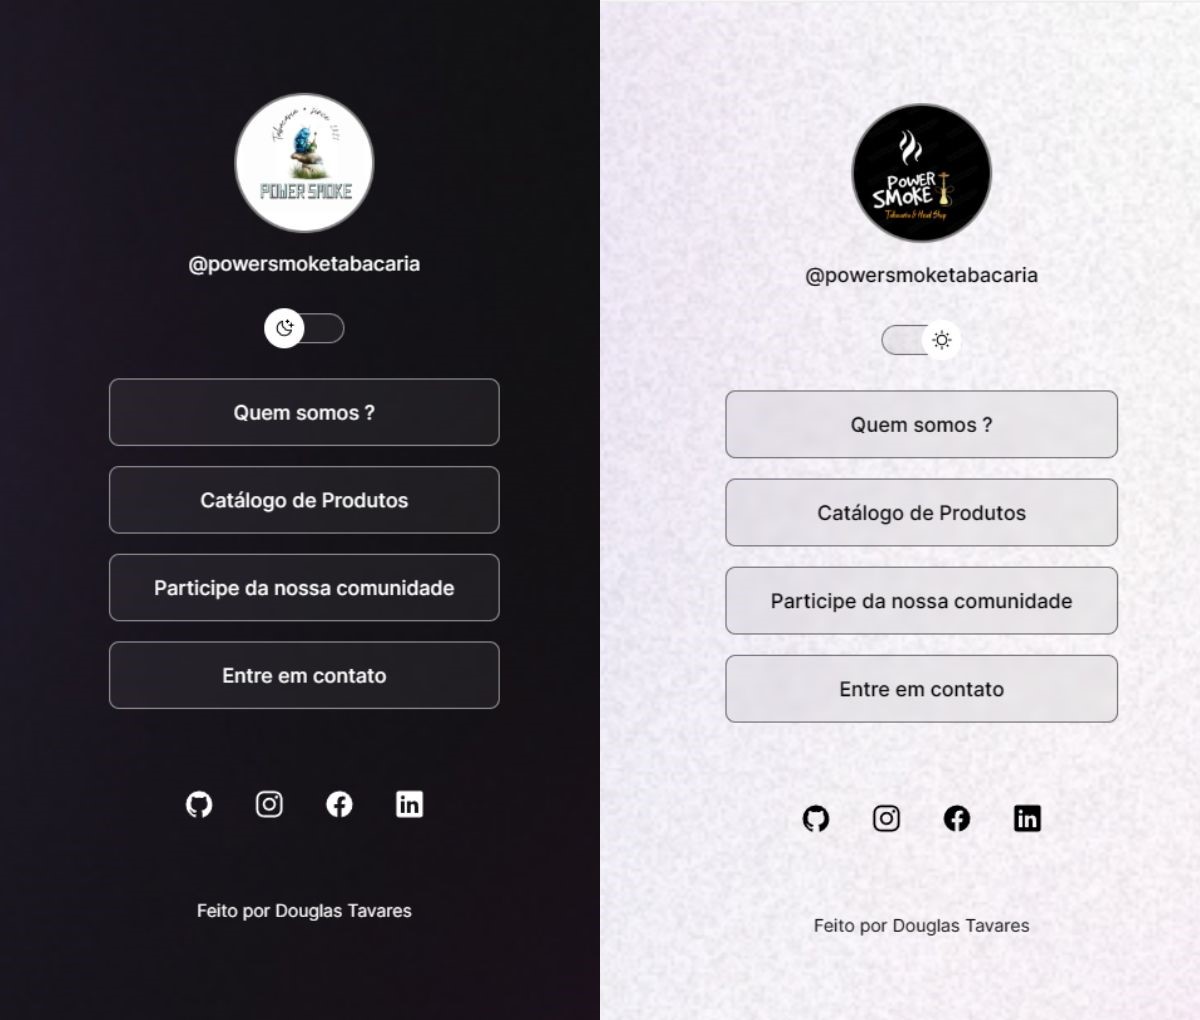 Tabacaria • since 2021
POWER SMOKE
@powersmoketabacaria
Quem somos ?
Catálogo de Produtos
Participe da nossa comunidade
Entre em contato
in
Feito por Douglas Tavares
POWER
SMOKE
Tabacaria & Head Shop
@powersmoketabacaria
Quem somos ?
Catálogo de Produtos
Participe da nossa comunidade
Entre em contato
in
Feito por Douglas Tavares